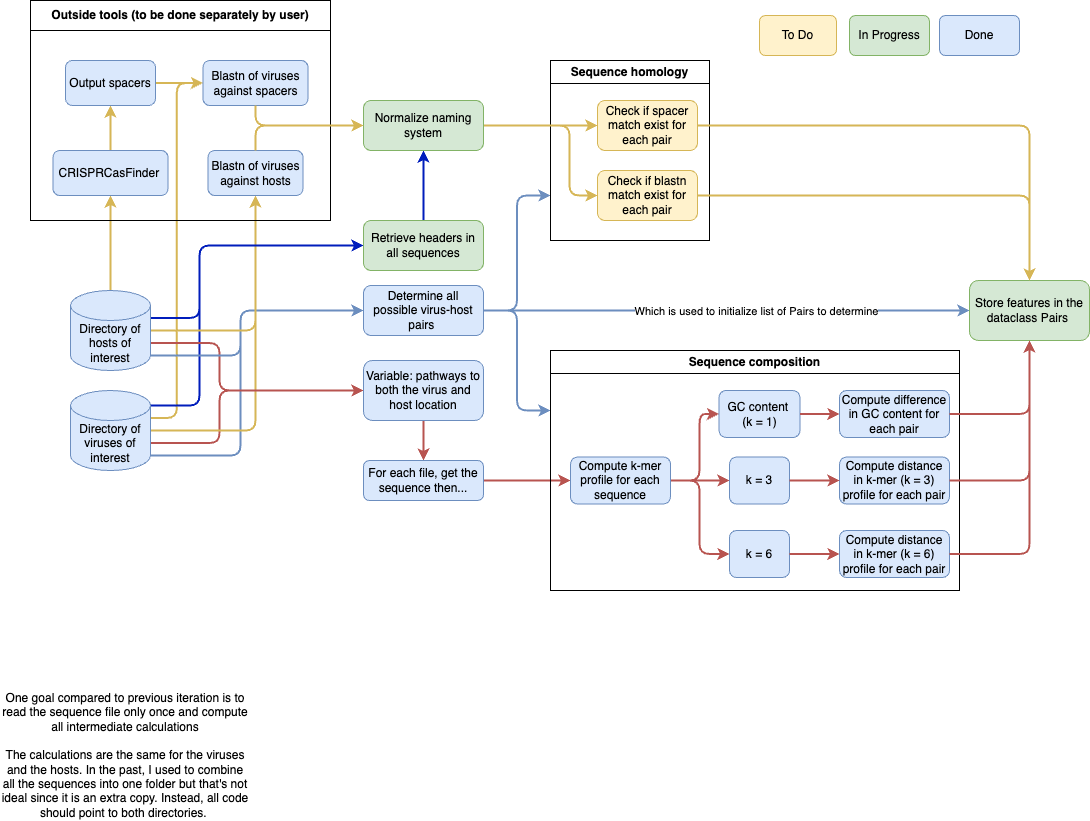 Outside tools (to be done separately by user)
To Do
In Progress
Done
Output spacers
Blastn of viruses
against spacers
CRISPRCasFinder
Blastn of viruses
against hosts
Normalize naming
system
Retrieve headers in
all sequences
Sequence homology
Check if spacer
match exist for
each pair
Check if blastn
match exist for
each pair
Directory of
hosts of
interest
Directory of
viruses of
interest
Determine all
possible virus-host
pairs
Which is used to initialize list of Pairs to determine
Store features in the
dataclass Pairs
Variable: pathways to
both the virus and
host location
For each file, get the
sequence then...
Sequence composition
Compute k-mer
profile for each
sequence
GC content
(k = 1)
Compute difference
in GC content for
each pair
k = 3
Compute distance
in k-mer (k = 3)
profile for each pair
k = 6
Compute distance
in k-mer (k = 6)
profile for each pair
One goal compared to previous iteration is to
read the sequence file only once and compute
all intermediate calculations
The calculations are the same for the viruses
and the hosts. In the past, I used to combine
all the sequences into one folder but that's not
ideal since it is an extra copy. Instead, all code
should point to both directories.